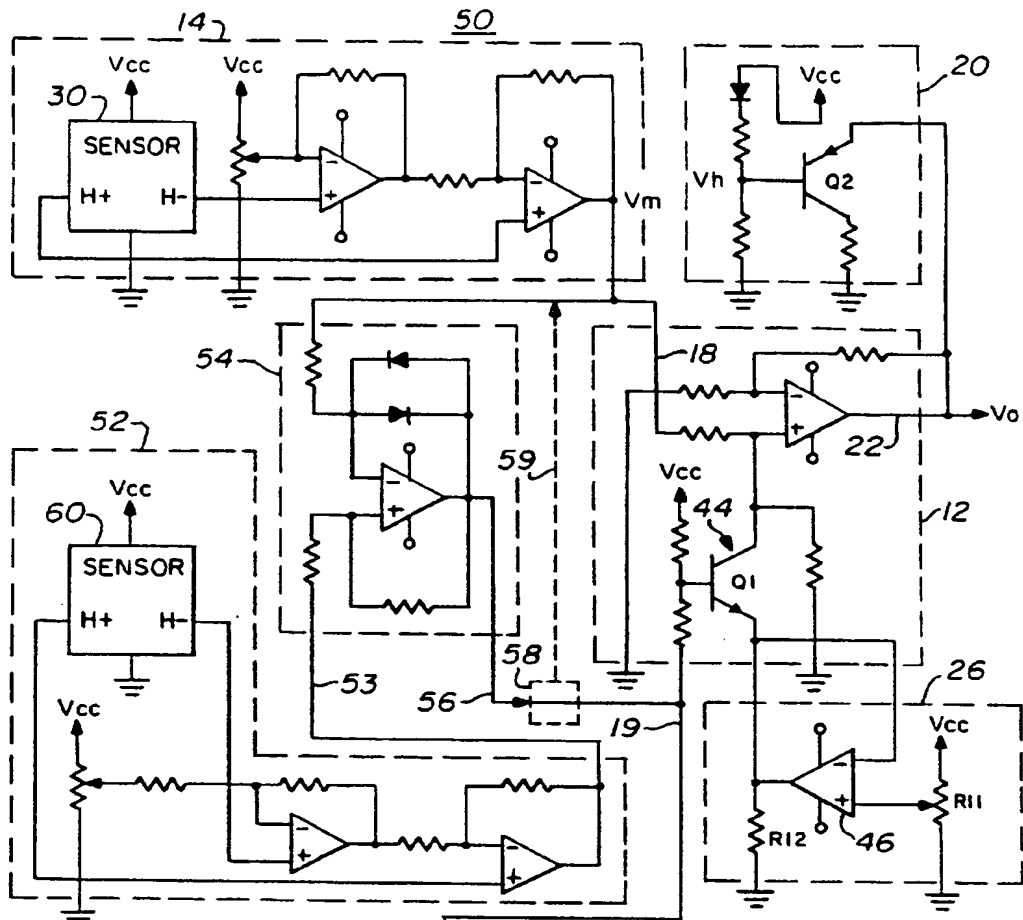 14
50
20
Vcc
Vcc
Vcc
30
SENSOR
H+
H-
-
+
-
+
Vm
Vh
Q2
54
18
-
+
59
22
Vo
12
52
-
+
Vcc
44
Q1
60
Vcc
SENSOR
H+
H-
53
56
58
19
26
Vcc
Vcc
-
+
R11
R12
46
-
+
-
+